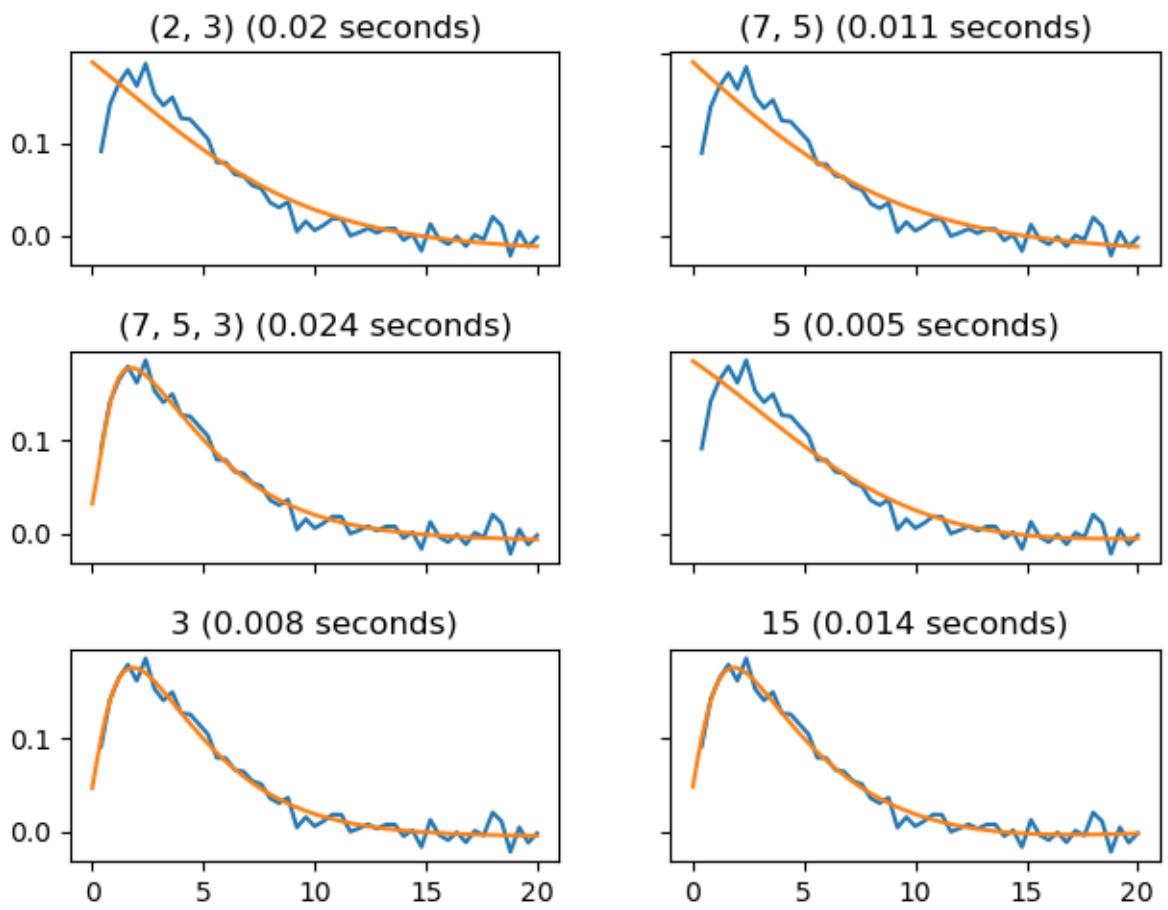 (2, 3) (0.02 seconds)
(7, 5) (0.011 seconds)
0.1
0.0
(7, 5, 3) (0.024 seconds)
5 (0.005 seconds)
0.1
0.0
3 (0.008 seconds)
15 (0.014 seconds)
0.1
0.0
0 5 10 15 20
0 5 10 15 20